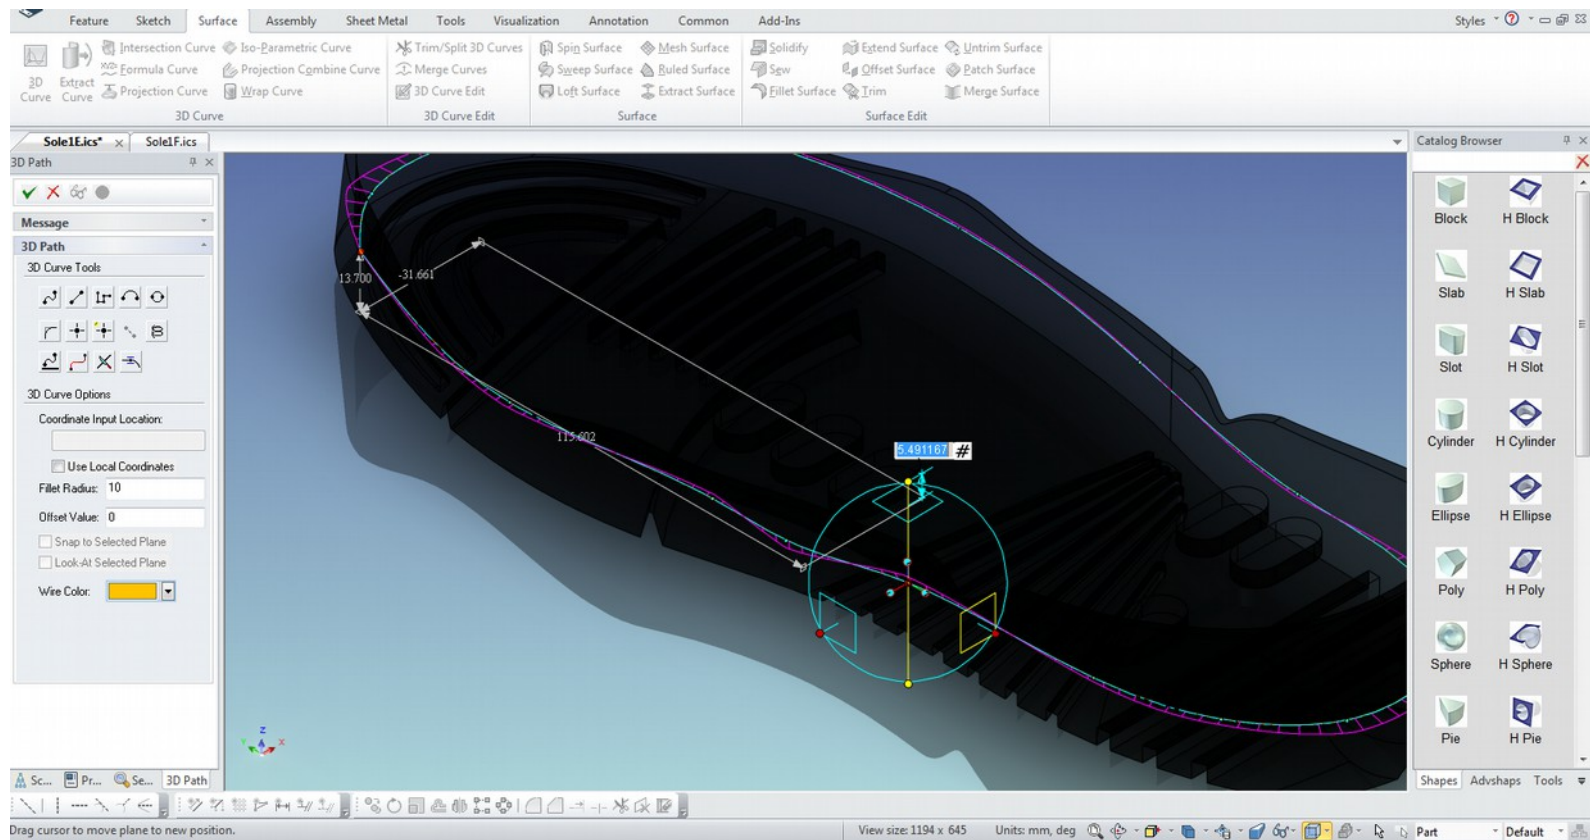 Feature Sketch Surface Assembly Sheet Metal Tools Visualization Annotation Common Add-Ins Styles
Intersection Curve Iso-Parametric Curve Trim/Split 3D Curves Spin Surface Mesh Surface Solidify Extend Surface Untrim Surface
3D Curve Extract Curve Formula Curve Projection Combine Curve Merge Curves Sweep Surface Ruled Surface Sew Offset Surface Patch Surface
Projection Curve Wrap Curve 3D Curve Edit Loft Surface Extract Surface Fillet Surface Trim Merge Surface
3D Curve 3D Curve Edit Surface Surface Edit
Sole1E.ics* Sole1F.ics Catalog Browser
3D Path
Message
3D Path
3D Curve Tools
3D Curve Options
Coordinate Input Location:
Use Local Coordinates
Fillet Radius: 10
Offset Value: 0
Snap to Selected Plane
Look-At Selected Plane
Wire Color:
13.700
-31.661
115.602
5.491167 #
Z
Y X
Block H Block
Slab H Slab
Slot H Slot
Cylinder H Cylinder
Ellipse H Ellipse
Poly H Poly
Sphere H Sphere
Pie H Pie
Sc... Pr... Se... 3D Path Shapes Advshaps Tools
Drag cursor to move plane to new position. View size: 1194 x 645 Units: mm, deg Part Default